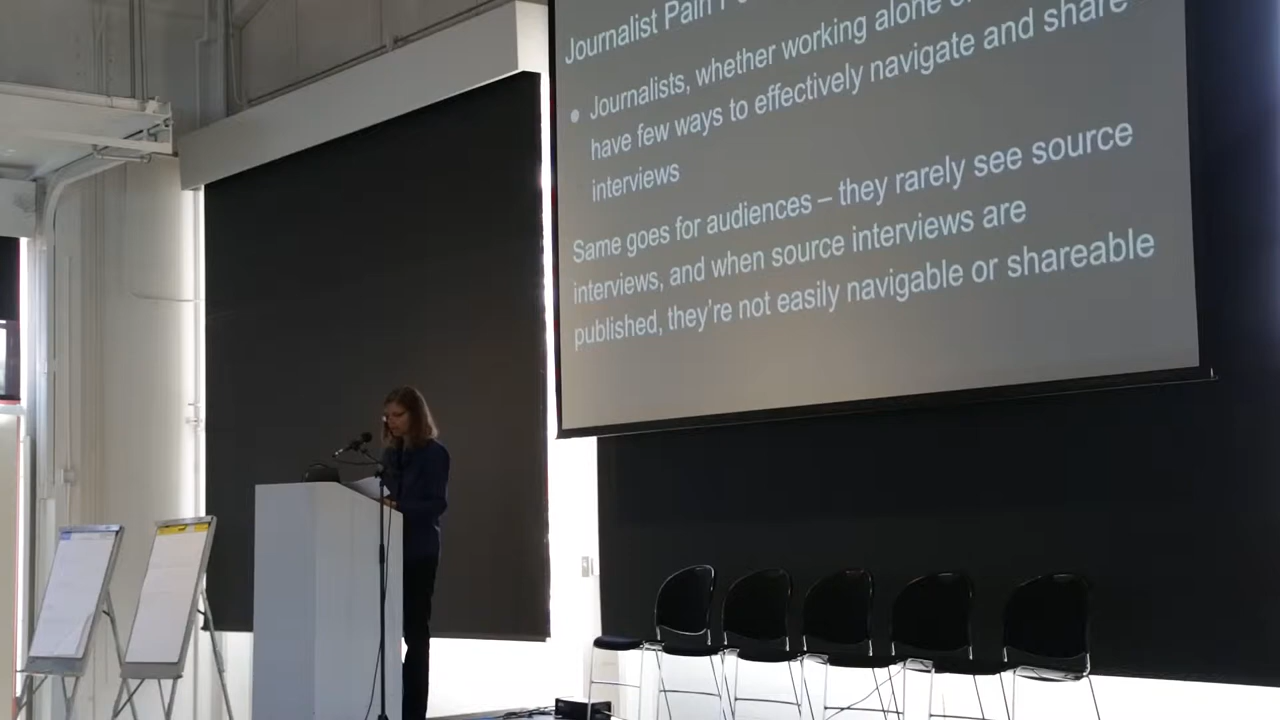 Journalist Pain
Journalists, whether working alone
have few ways to effectively navigate and share
interviews
Same goes for audiences – they rarely see source
interviews, and when source interviews are
published, they're not easily navigable or shareable